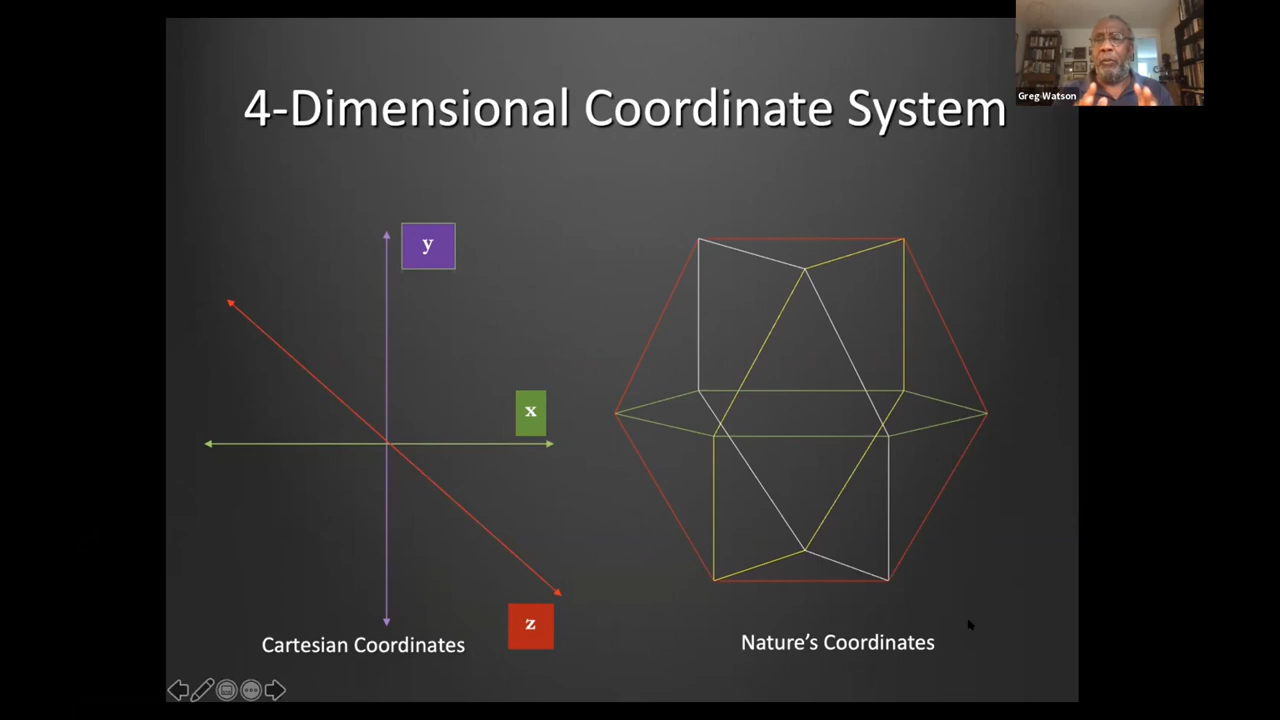 4-Dimensional Coordinate System
Greg Watson
y
x
z
Cartesian Coordinates
Nature's Coordinates